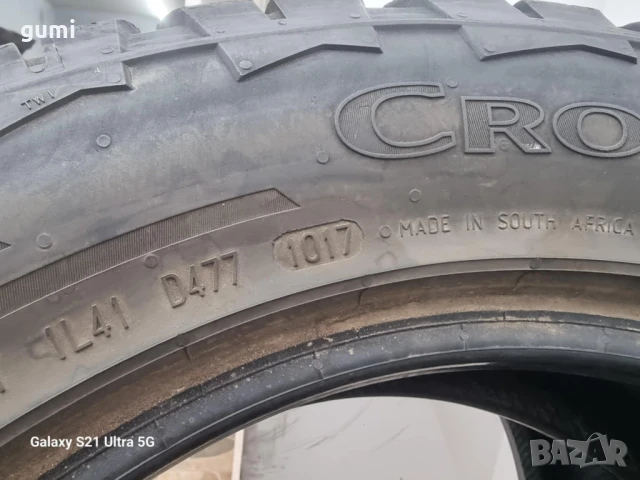 gumi
TWI
CRO
1L41 D477 1017 MADE IN SOUTH AFRICA
Galaxy S21 Ultra 5G
BAZAR